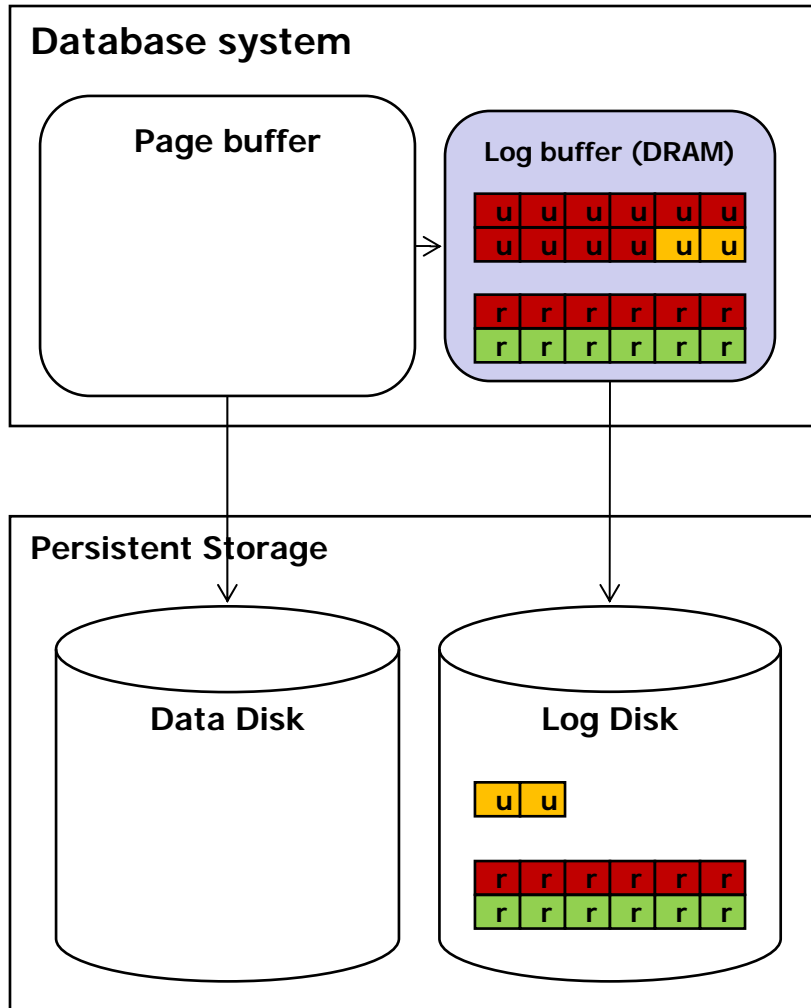 Database system
Page buffer
Log buffer (DRAM)
u u u u u u
u u u u u u
r r r r r r
r r r r r r
Persistent Storage
Data Disk
Log Disk
u u
r r r r r r
r r r r r r